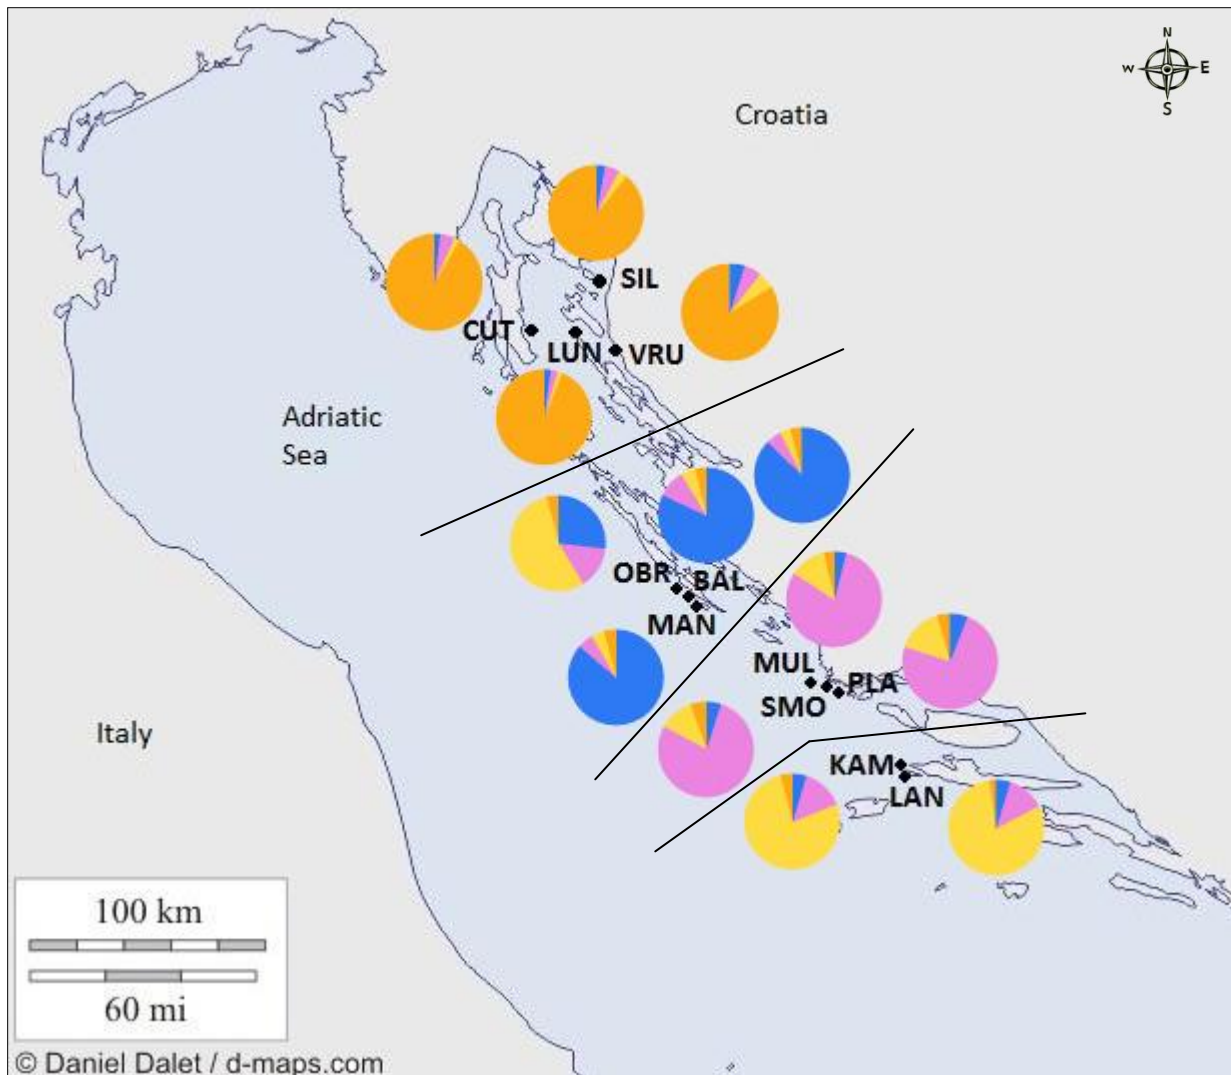 N
W E
S
Croatia
SIL
CUT
LUN
VRU
Adriatic
Sea
OBR
BAL
MAN
MUL
PLA
SMO
Italy
KAM
LAN
100 km
60 mi
© Daniel Dalet / d-maps.com